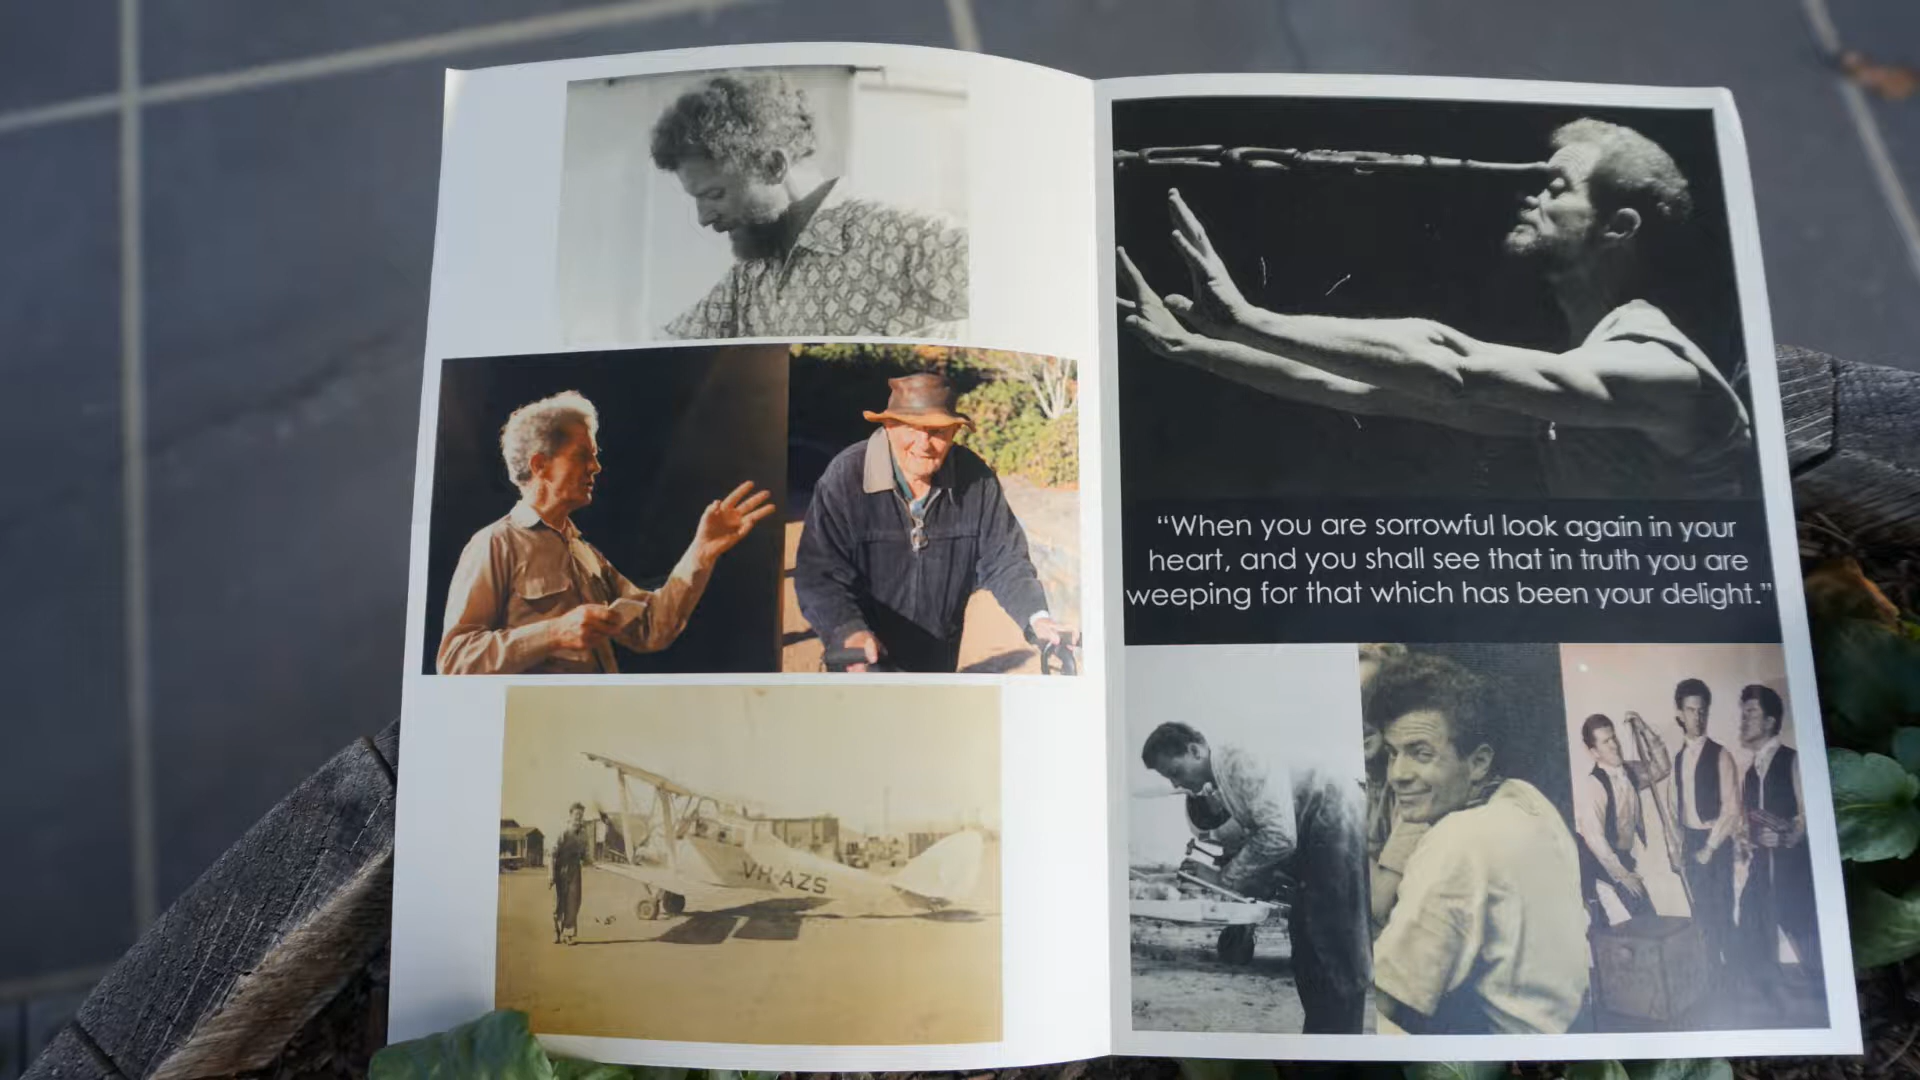 VH-AZS
“When you are sorrowful look again in your
heart, and you shall see that in truth you are
weeping for that which has been your delight.”